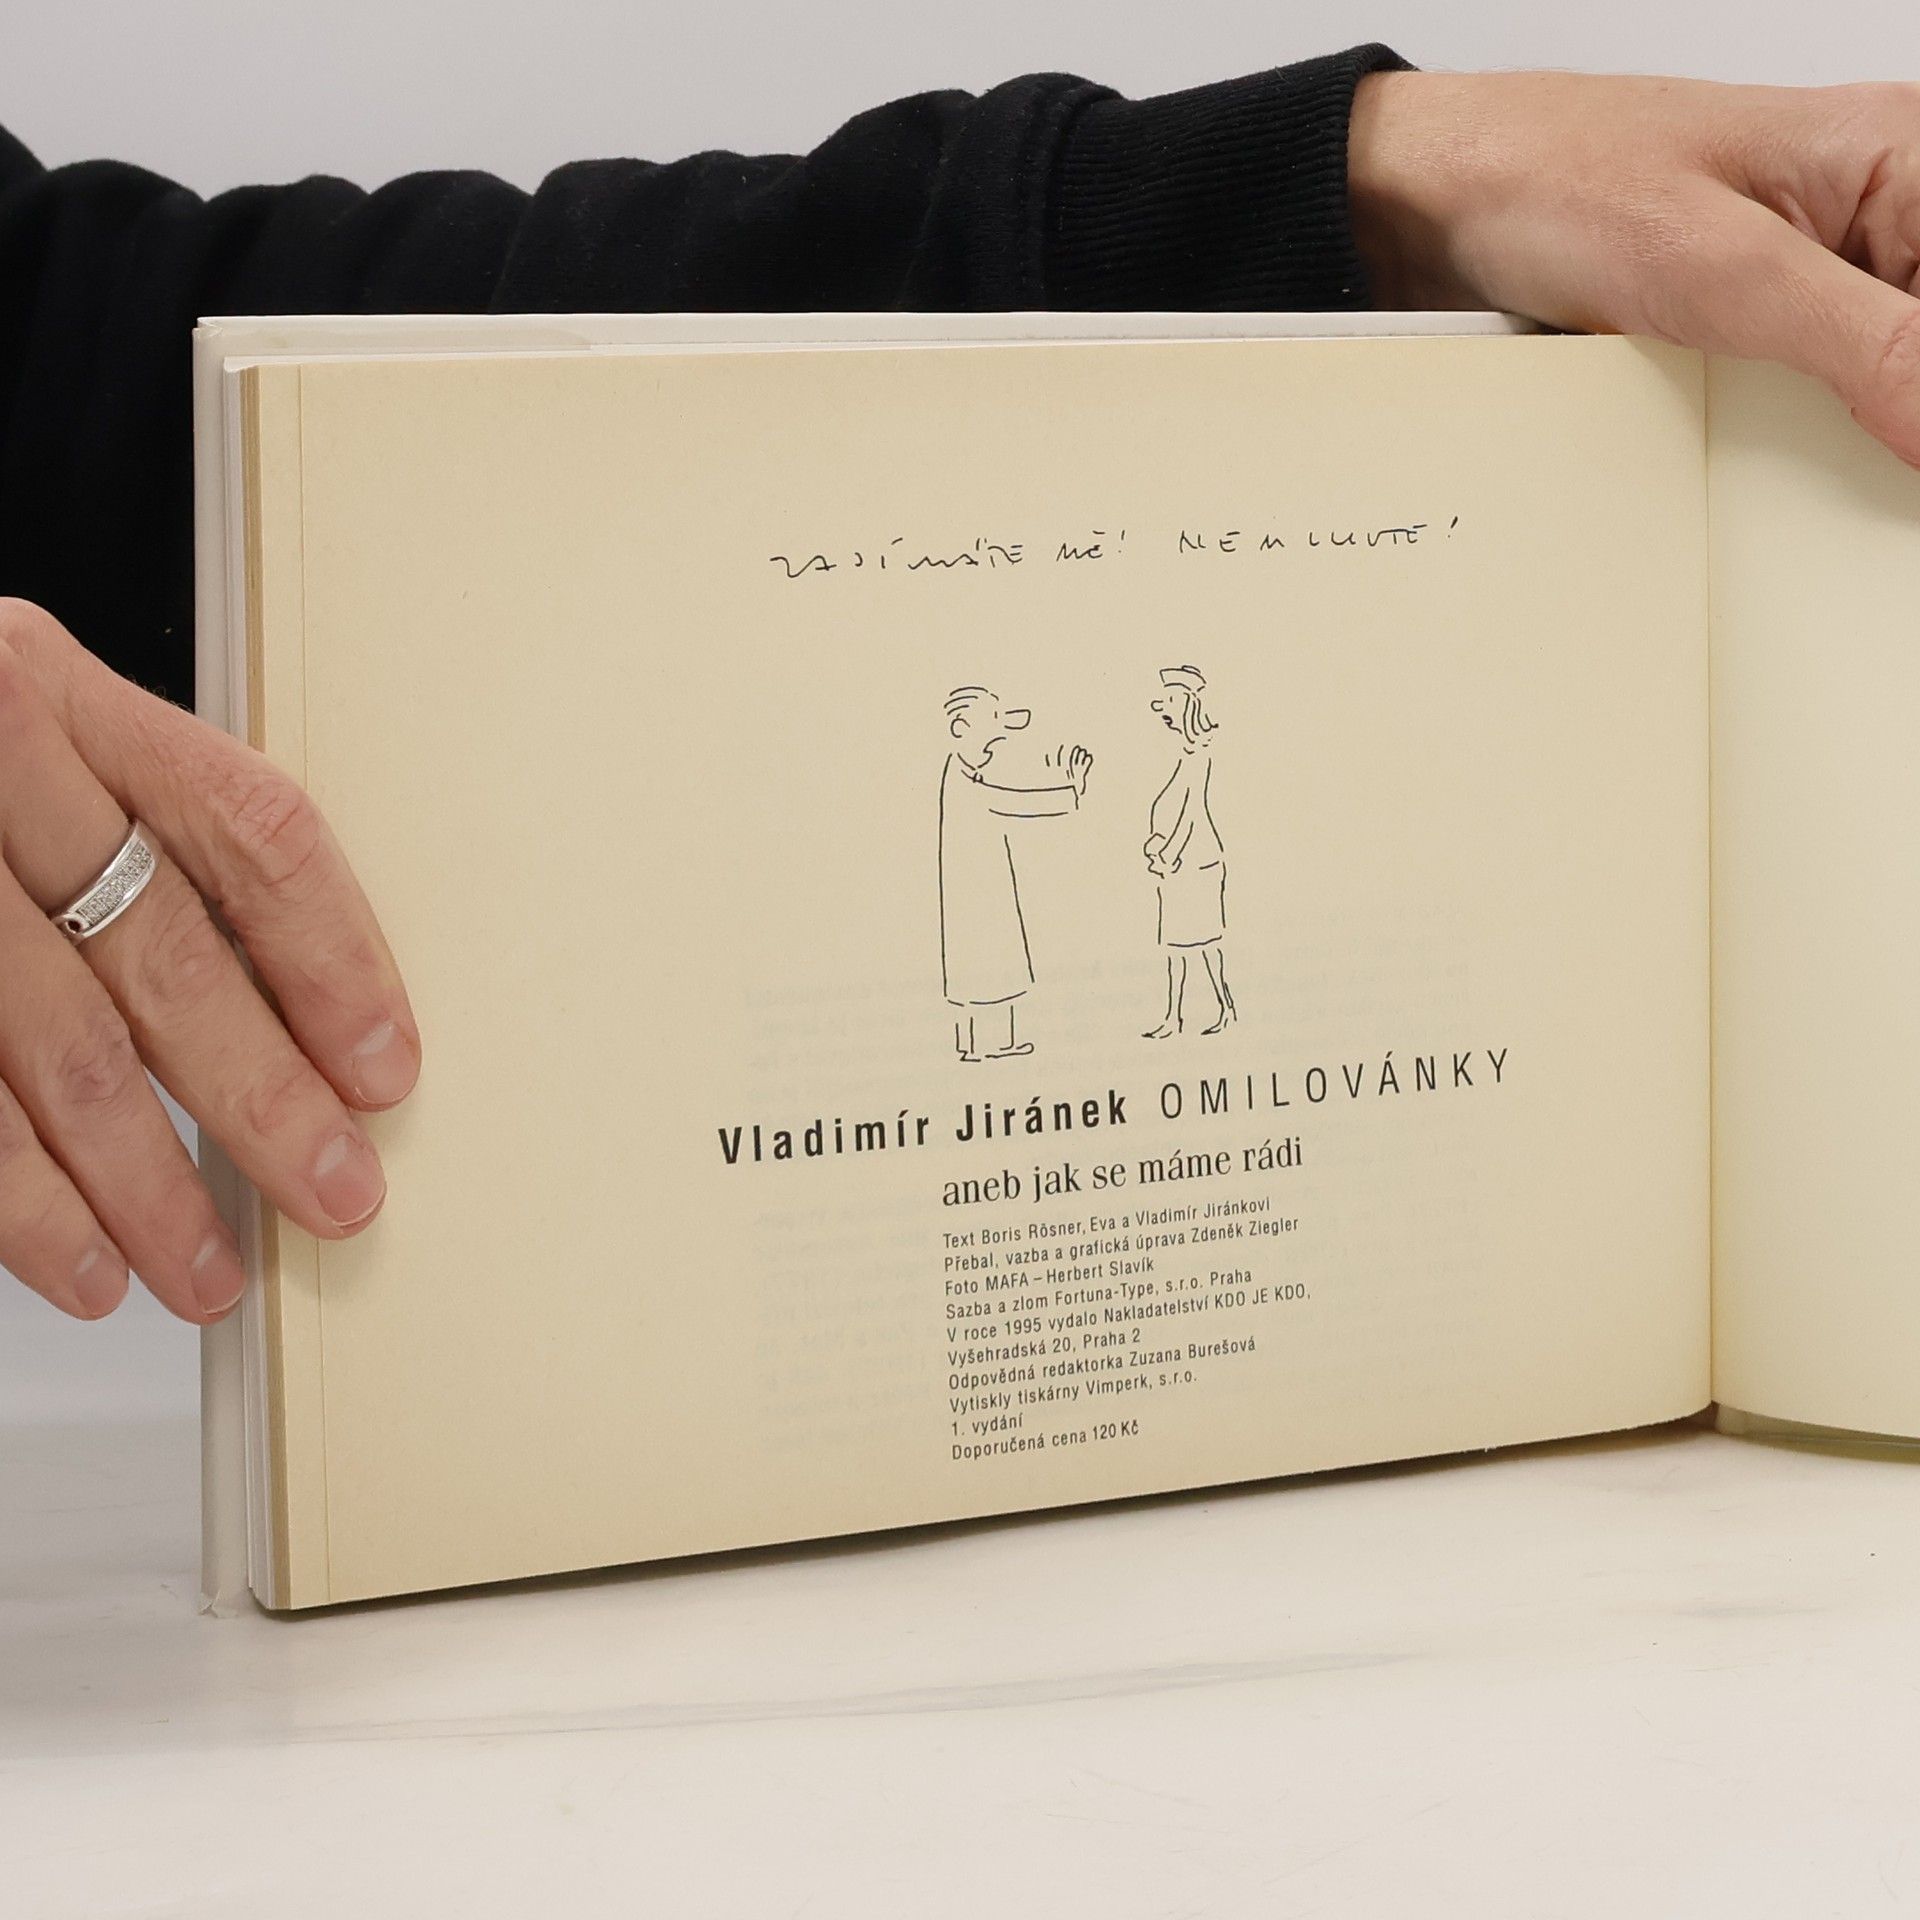 ZAJÍMÁTE MĚ! NEMLUVTE!
Vladimír Jiránek OMILOVÁNKY
aneb jak se máme rádi
Text Boris Rösner, Eva a Vladimír Jiránkovi
Přebal, vazba a grafická úprava Zdeněk Ziegler
Foto MAFA – Herbert Slavík
Sazba a zlom Fortuna-Type, s.r.o. Praha
V roce 1995 vydalo Nakladatelství KDO JE KDO,
Vyšehradská 20, Praha 2
Odpovědná redaktorka Zuzana Burešová
Vytiskly tiskárny Vimperk, s.r.o.
1. vydání
Doporučená cena 120 Kč